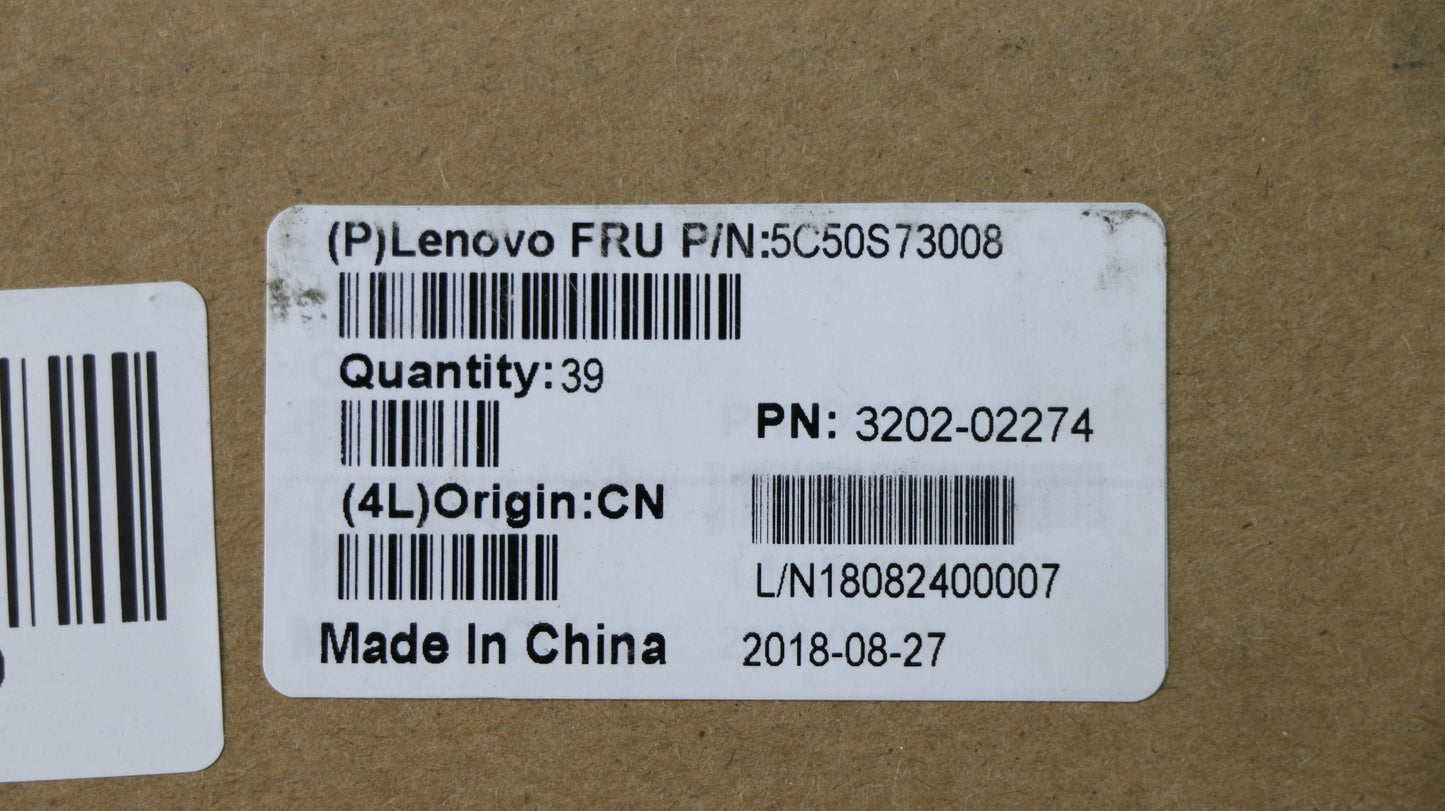 (P)Lenovo FRU P/N:5C50S73008
Quantity:39
PN: 3202-02274
(4L)Origin:CN
L/N18082400007
Made In China 2018-08-27